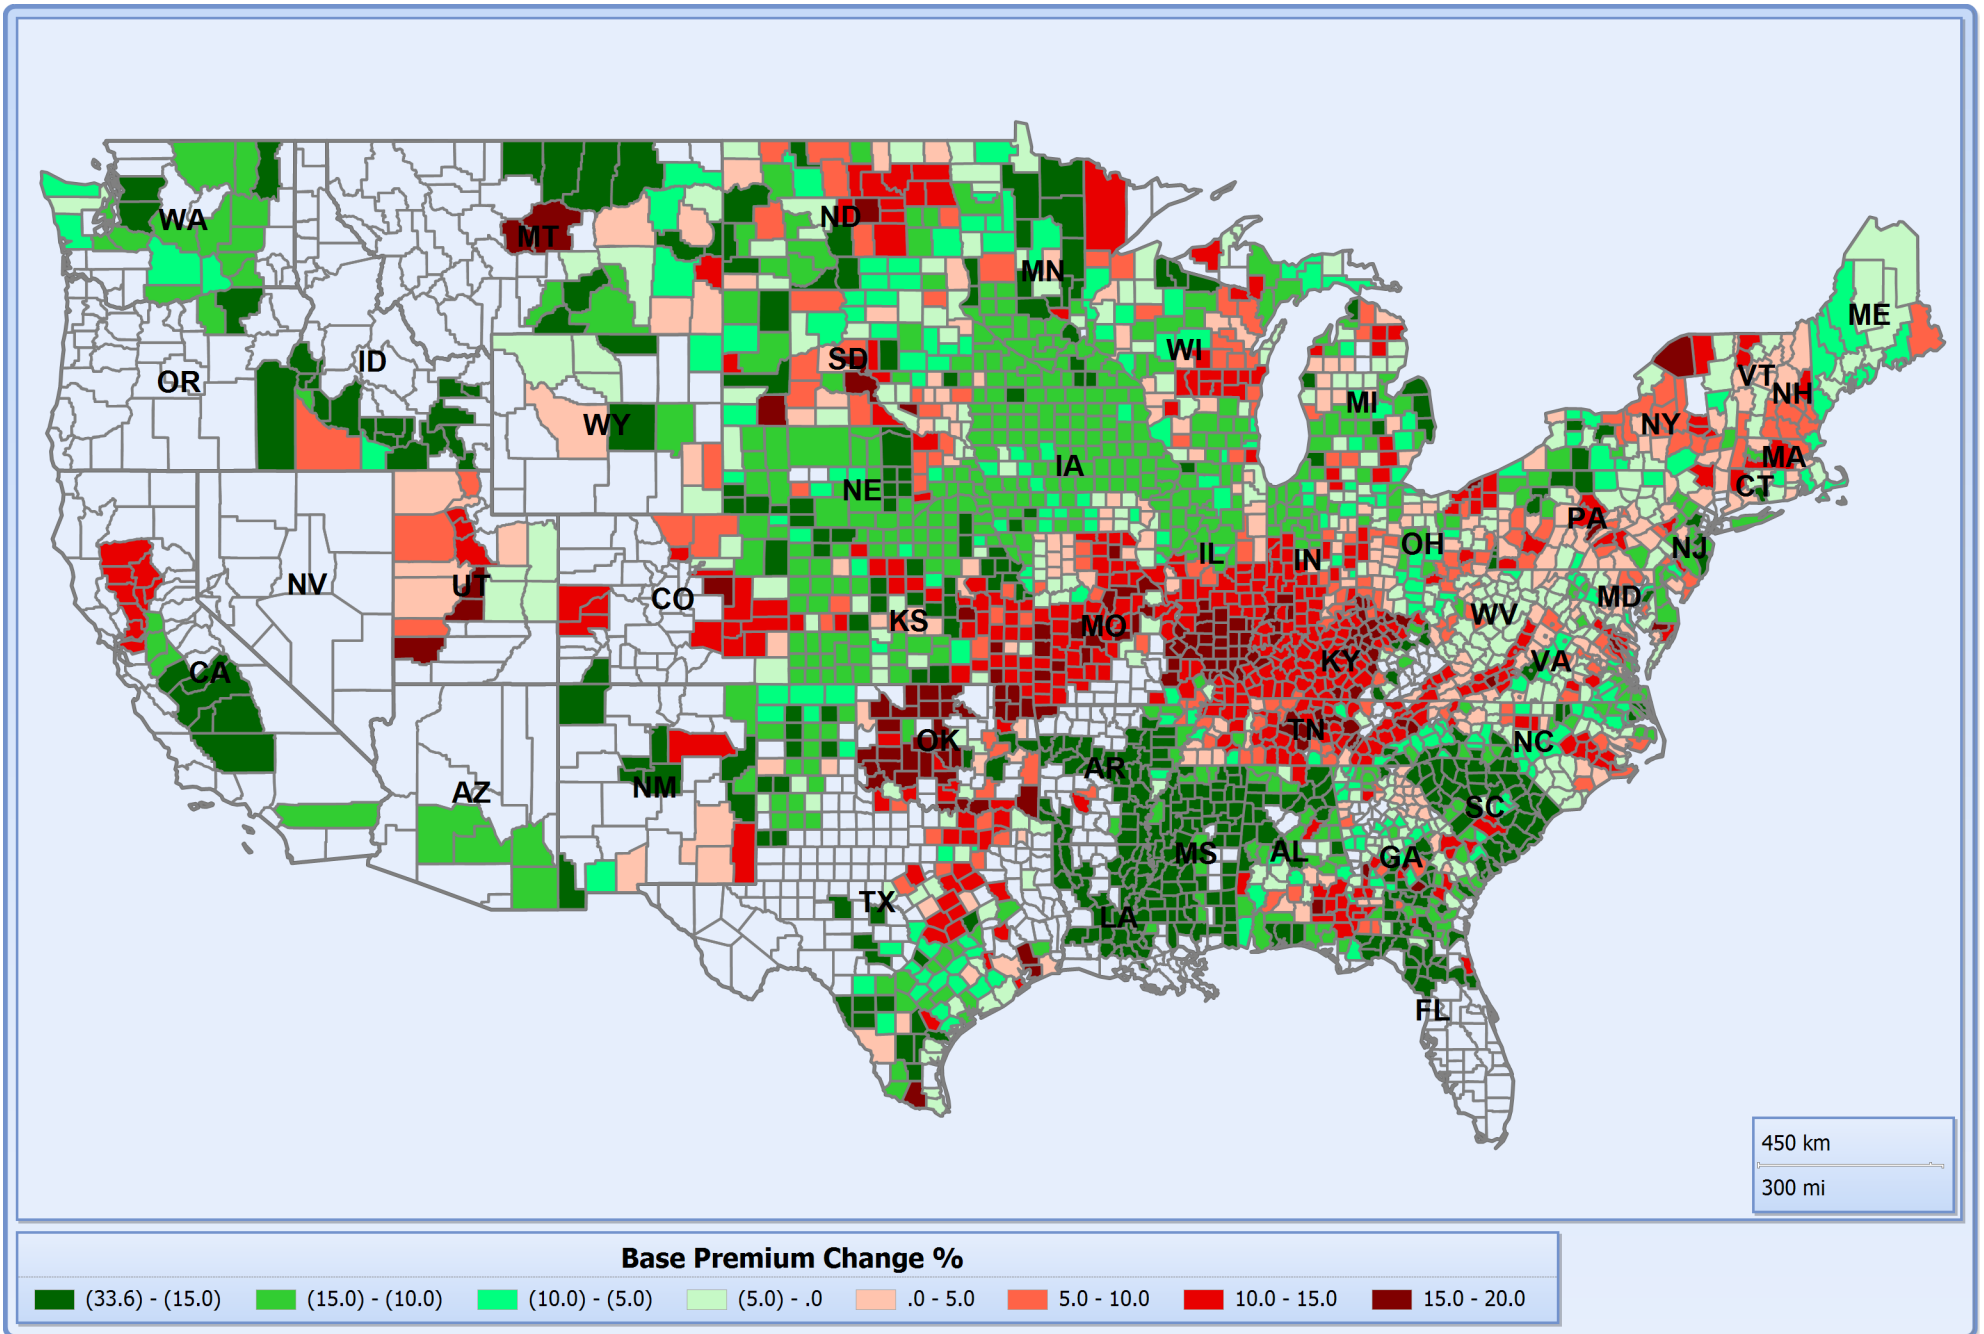 WA
MT
ND
MN
ME
OR
ID
SD
WI
VT
NH
WY
MI
NY
MA
NE
IA
CT
PA
NV
UT
CO
IL
IN
OH
NJ
KS
MO
WV
MD
CA
KY
VA
AZ
NM
OK
AR
TN
NC
SC
MS
AL
GA
TX
LA
FL
450 km
300 mi
Base Premium Change %
(33.6) - (15.0) (15.0) - (10.0) (10.0) - (5.0) (5.0) - .0 .0 - 5.0 5.0 - 10.0 10.0 - 15.0 15.0 - 20.0